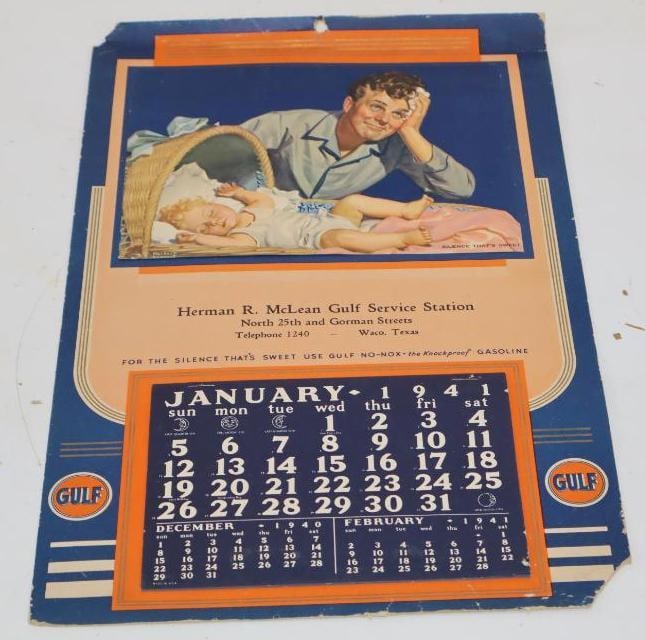 SILENCE THAT'S SWEET
Herman R. McLean Gulf Service Station
North 25th and Gorman Streets
Telephone 1240 — Waco, Texas
FOR THE SILENCE THAT'S SWEET USE GULF NO-NOX - the Knockproof GASOLINE
JANUARY 1941
sun mon tue wed thu fri sat
1 2 3 4
5 6 7 8 9 10 11
12 13 14 15 16 17 18
19 20 21 22 23 24 25
26 27 28 29 30 31
GULF
GULF
DECEMBER 1940
sun mon tue wed thu fri sat
1 2 3 4 5 6 7
8 9 10 11 12 13 14
15 16 17 18 19 20 21
22 23 24 25 26 27 28
29 30 31
FEBRUARY 1941
sun mon tue wed thu fri sat
1
2 3 4 5 6 7 8
9 10 11 12 13 14 15
16 17 18 19 20 21 22
23 24 25 26 27 28